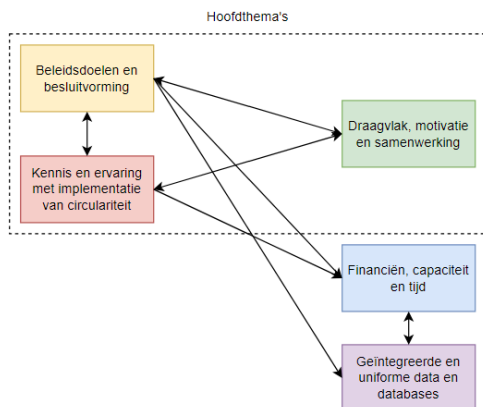 Hoofdthema's
Beleidsdoelen en
besluitvorming
Draagvlak, motivatie
en samenwerking
Kennis en ervaring
met implementatie
van circulariteit
Financiën, capaciteit
en tijd
Geïntegreerde en
uniforme data en
databases